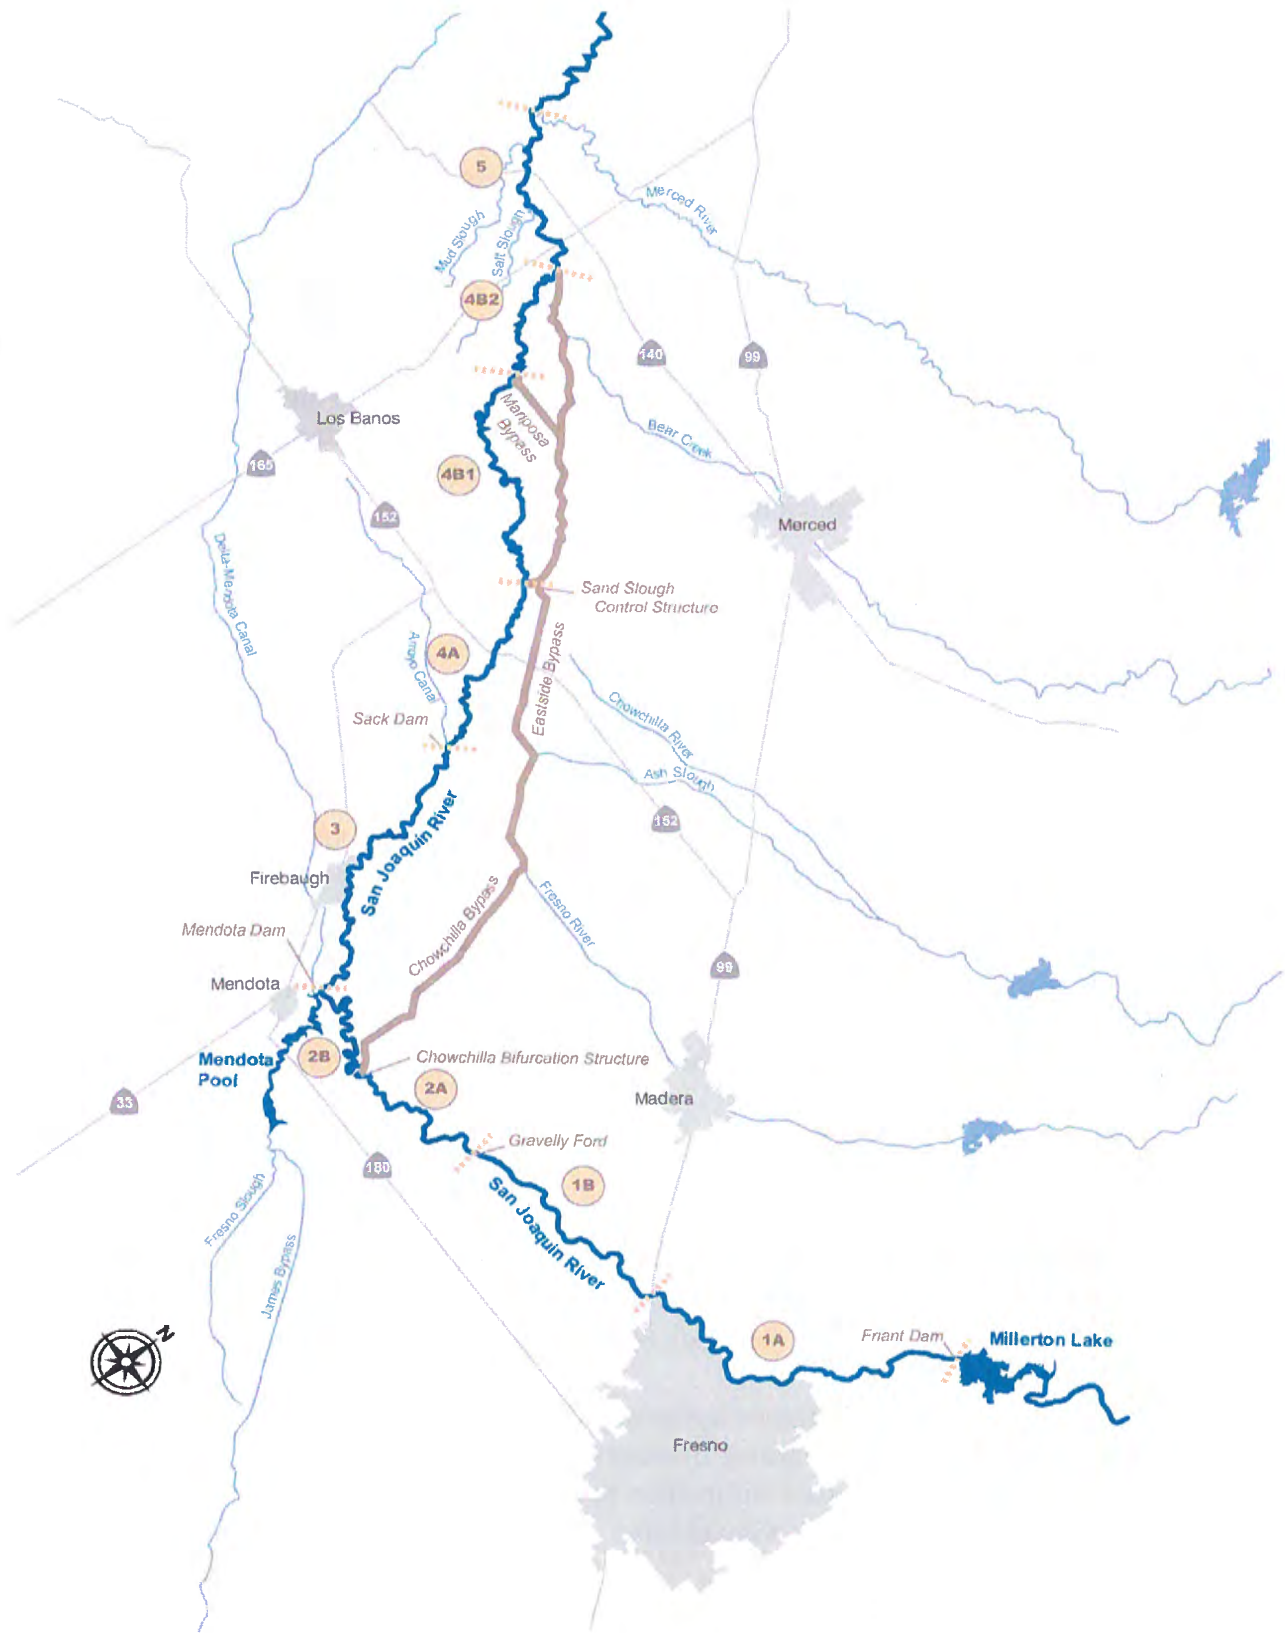 5
Merced River
Mud Slough
Salt Slough
4B2
140
99
Los Banos
Mariposa
Bypass
Bear Creek
165
4B1
152
Merced
Delta-Mendota Canal
Sand Slough
Control Structure
Arroyo Canal
4A
Eastside Bypass
Chowchilla River
Sack Dam
Ash Slough
3
San Joaquin River
152
Firebaugh
Chowchilla Bypass
Fresno River
Mendota Dam
99
Mendota
Mendota
Pool
2B
Chowchilla Bifurcation Structure
2A
33
Madera
Gravelly Ford
180
1B
San Joaquin River
Fresno Slough
James Bypass
N
1A
Friant Dam
Millerton Lake
Fresno